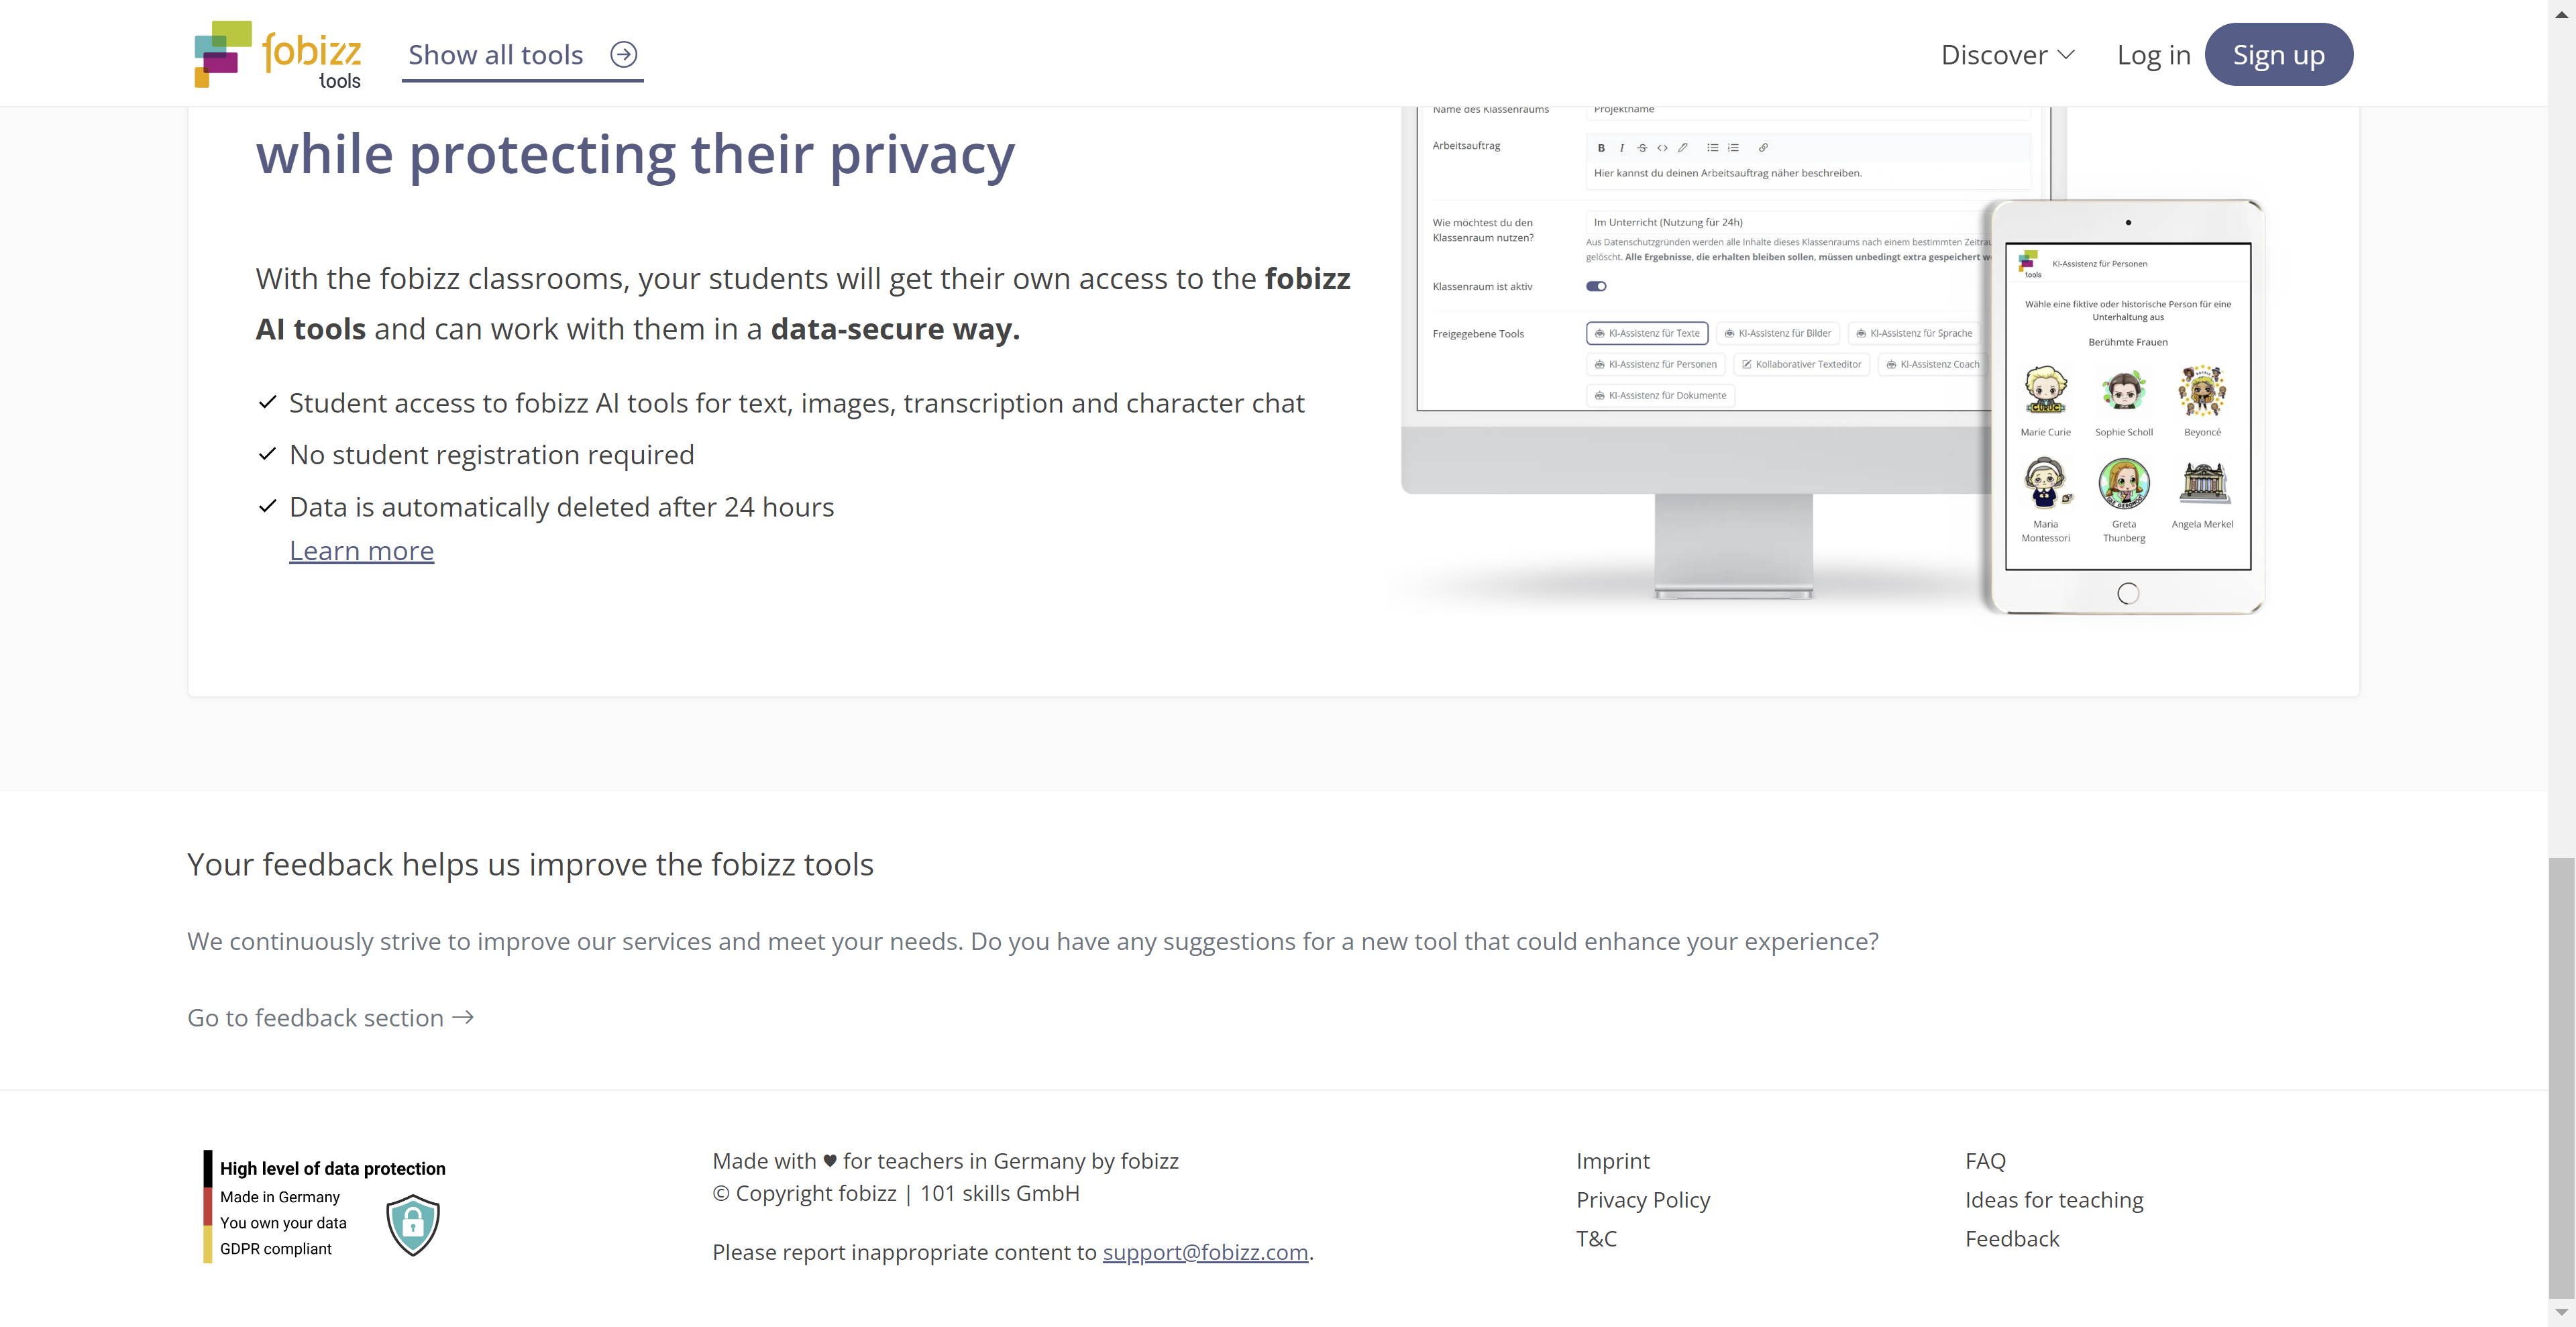 fobizz
tools
Show all tools
Discover
Log in
Sign up
while protecting their privacy
With the fobizz classrooms, your students will get their own access to the fobizz
AI tools and can work with them in a data-secure way.
Student access to fobizz AI tools for text, images, transcription and character chat
No student registration required
Data is automatically deleted after 24 hours
Learn more
Name des Klassenraums
Projektname
Arbeitsauftrag
B I S
Hier kannst du deinen Arbeitsauftrag näher beschreiben.
Wie möchtest du den
Klassenraum nutzen?
Im Unterricht (Nutzung für 24h)
Aus Datenschutzgründen werden alle Inhalte dieses Klassenraums nach einem bestimmten
gelöscht. Alle Ergebnisse, die erhalten bleiben sollen, müssen unbedingt extra gespeichert
Klassenraum ist aktiv
Freigegebene Tools
KI-Assistenz für Texte
KI-Assistenz für Bilder
KI-Assistenz für Sprache
KI-Assistenz für Personen
Kollaborativer Texteditor
KI-Assistenz Coach
KI-Assistenz für Dokumente
tools
KI-Assistenz für Personen
Wähle eine fiktive oder historische Person für eine
Unterhaltung aus
Berühmte Frauen
CURIE
Marie Curie
Sophie Scholl
Beyoncé
Maria
Montessori
Greta
Thunberg
Angela Merkel
Your feedback helps us improve the fobizz tools
We continuously strive to improve our services and meet your needs. Do you have any suggestions for a new tool that could enhance your experience?
Go to feedback section
High level of data protection
Made in Germany
You own your data
GDPR compliant
Made with ♥ for teachers in Germany by fobizz
© Copyright fobizz | 101 skills GmbH
Please report inappropriate content to support@fobizz.com.
Imprint
Privacy Policy
T&C
FAQ
Ideas for teaching
Feedback